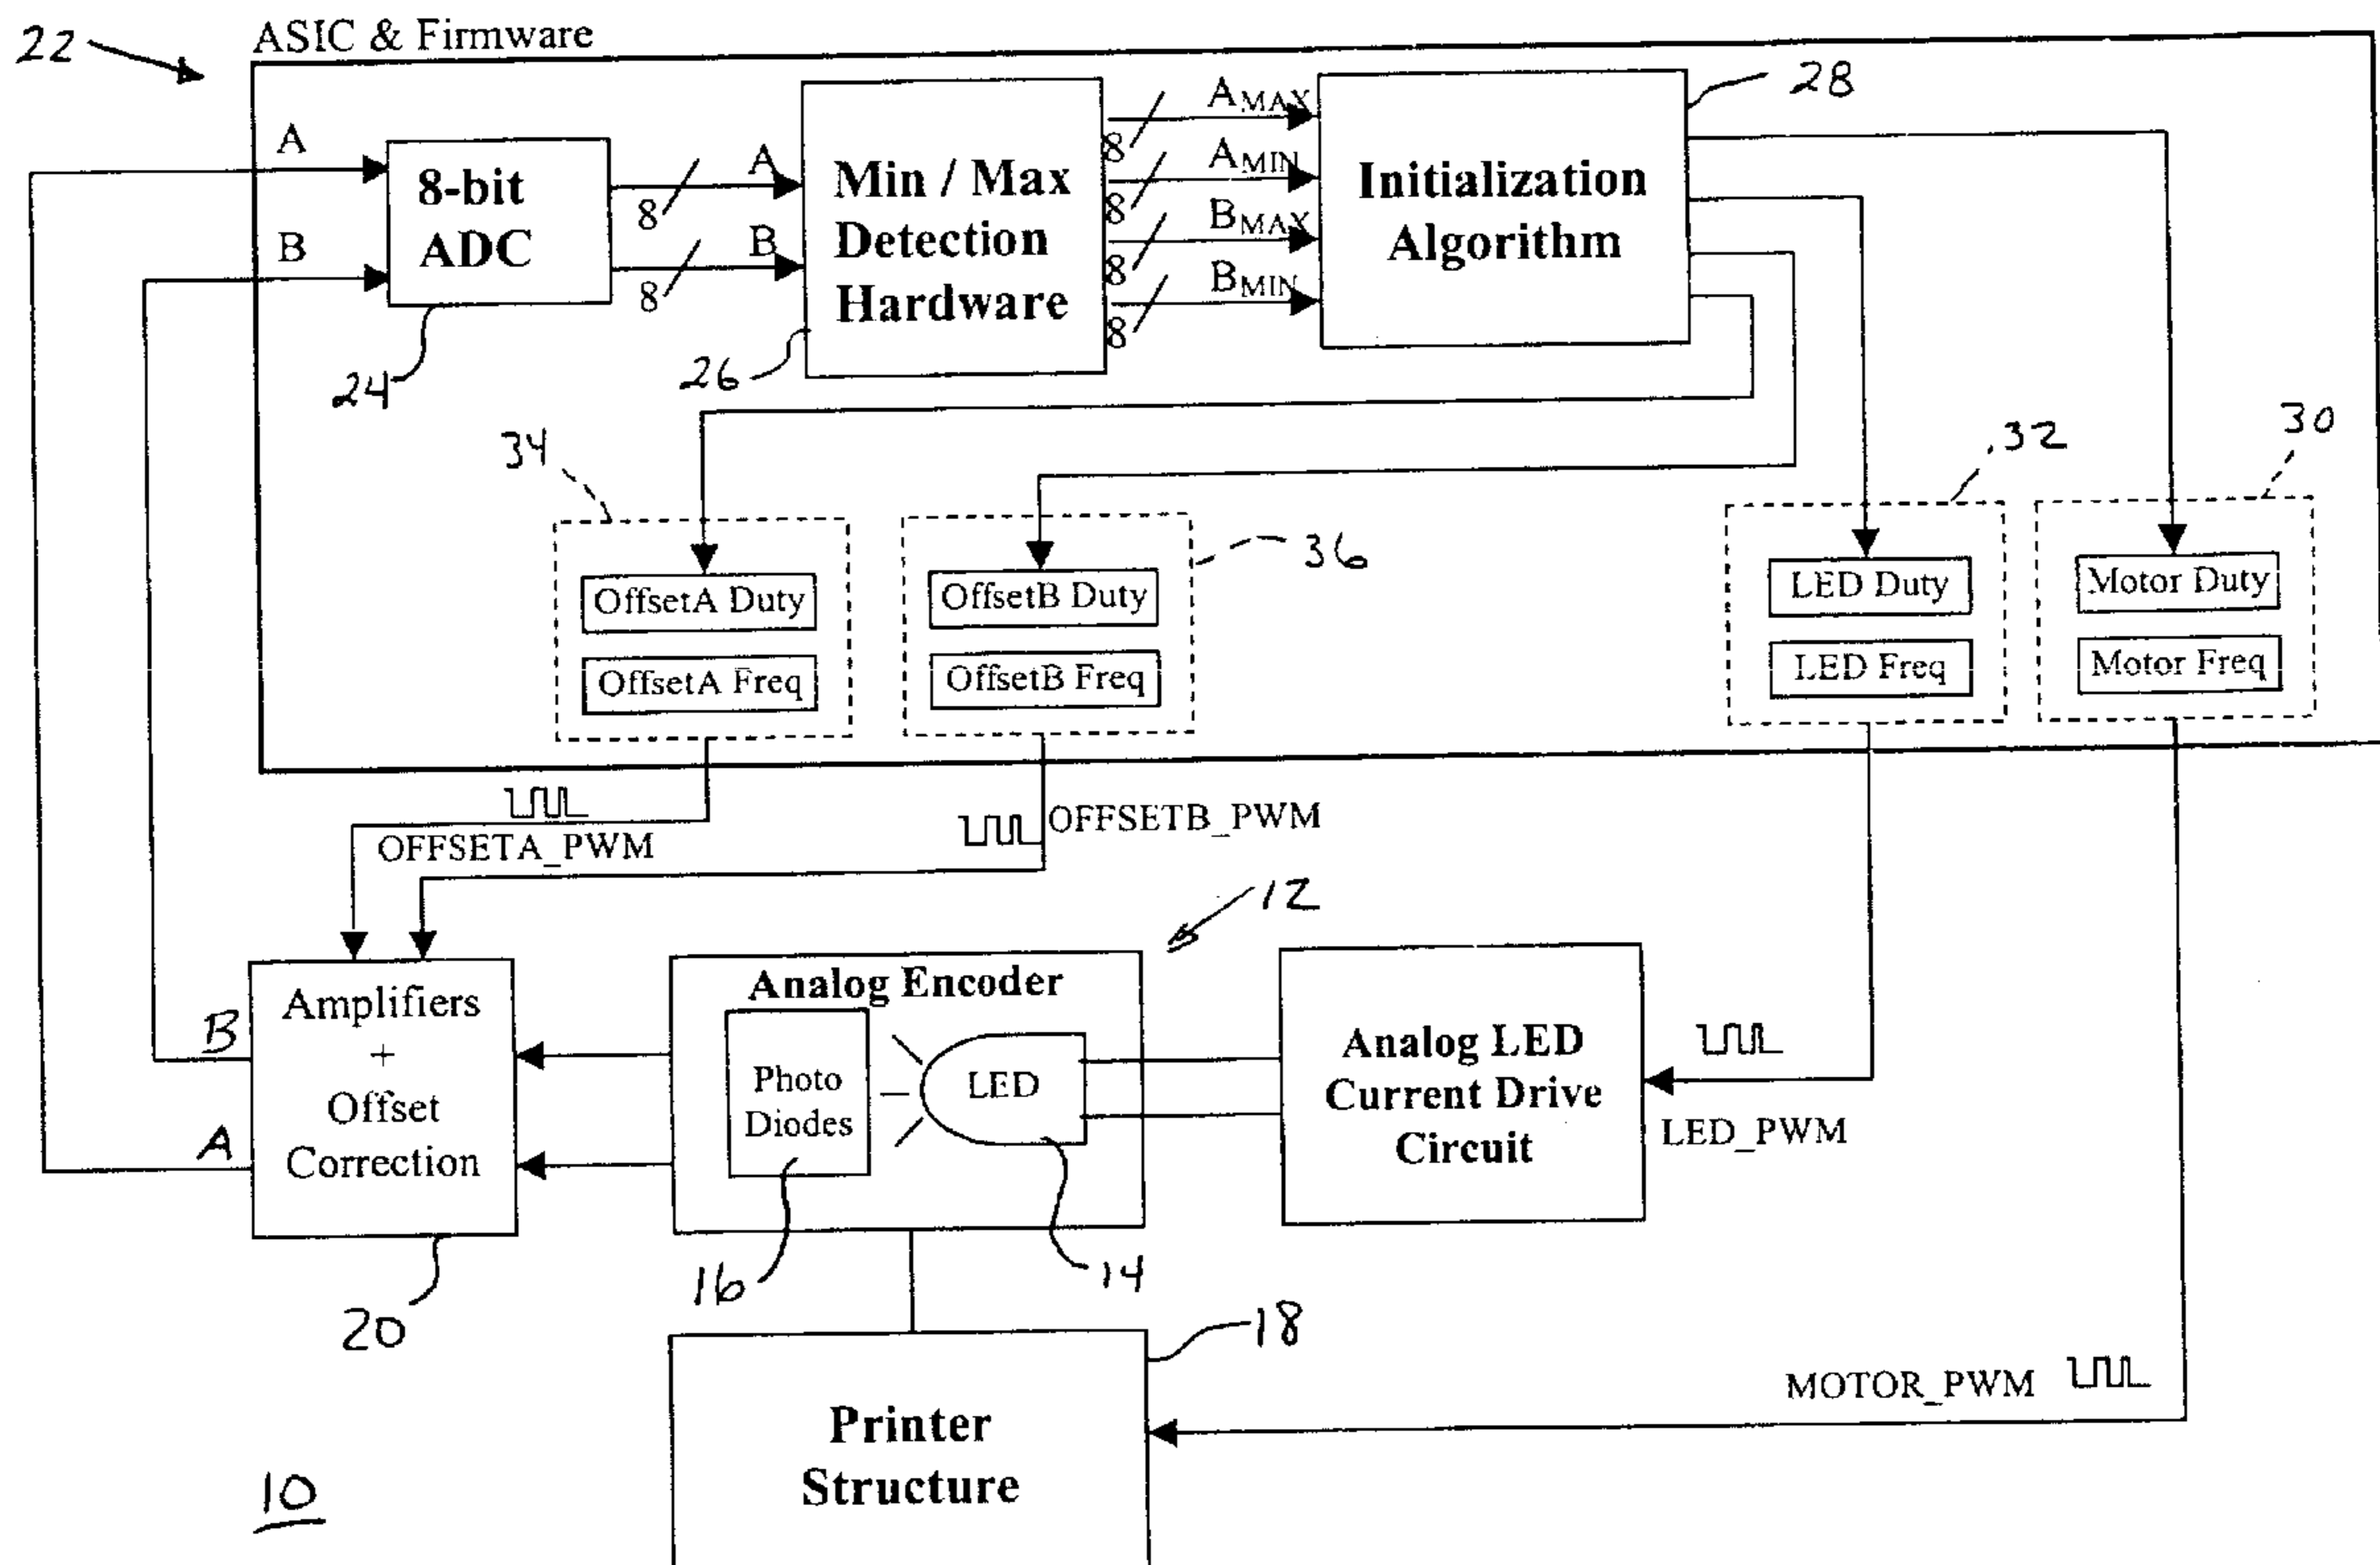 22
ASIC & Firmware
28
A
B
8-bit
ADC
24
8
A
8
B
Min / Max
Detection
Hardware
26
8
AMAX
8
AMIN
8
BMAX
8
BMIN
Initialization
Algorithm
34
36
32
30
OffsetA Duty
OffsetA Freq
OffsetB Duty
OffsetB Freq
LED Duty
LED Freq
Motor Duty
Motor Freq
OFFSETA_PWM
OFFSETB_PWM
12
B
A
Amplifiers
+
Offset
Correction
20
Analog Encoder
Photo
Diodes
LED
16
14
Analog LED
Current Drive
Circuit
LED_PWM
18
Printer
Structure
MOTOR_PWM
10